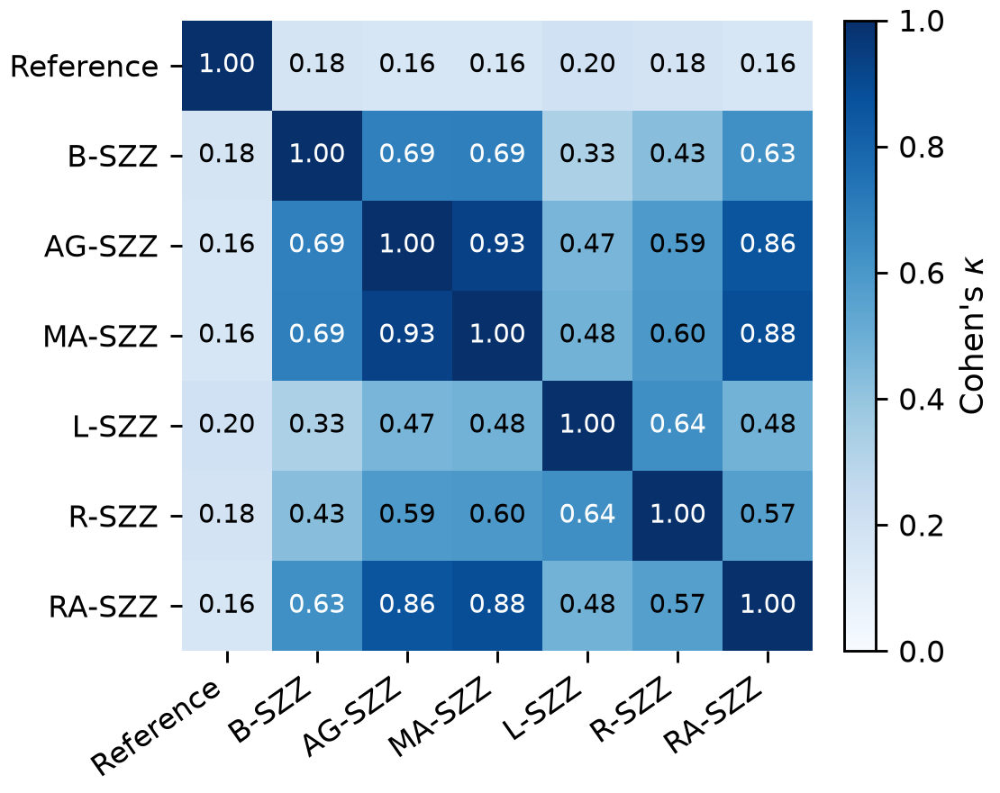 Reference 1.00 0.18 0.16 0.16 0.20 0.18 0.16
B-SZZ 0.18 1.00 0.69 0.69 0.33 0.43 0.63
AG-SZZ 0.16 0.69 1.00 0.93 0.47 0.59 0.86
MA-SZZ 0.16 0.69 0.93 1.00 0.48 0.60 0.88
L-SZZ 0.20 0.33 0.47 0.48 1.00 0.64 0.48
R-SZZ 0.18 0.43 0.59 0.60 0.64 1.00 0.57
RA-SZZ 0.16 0.63 0.86 0.88 0.48 0.57 1.00
Reference
B-SZZ
AG-SZZ
MA-SZZ
L-SZZ
R-SZZ
RA-SZZ
1.0
0.8
0.6
0.4
0.2
0.0
Cohen's κ